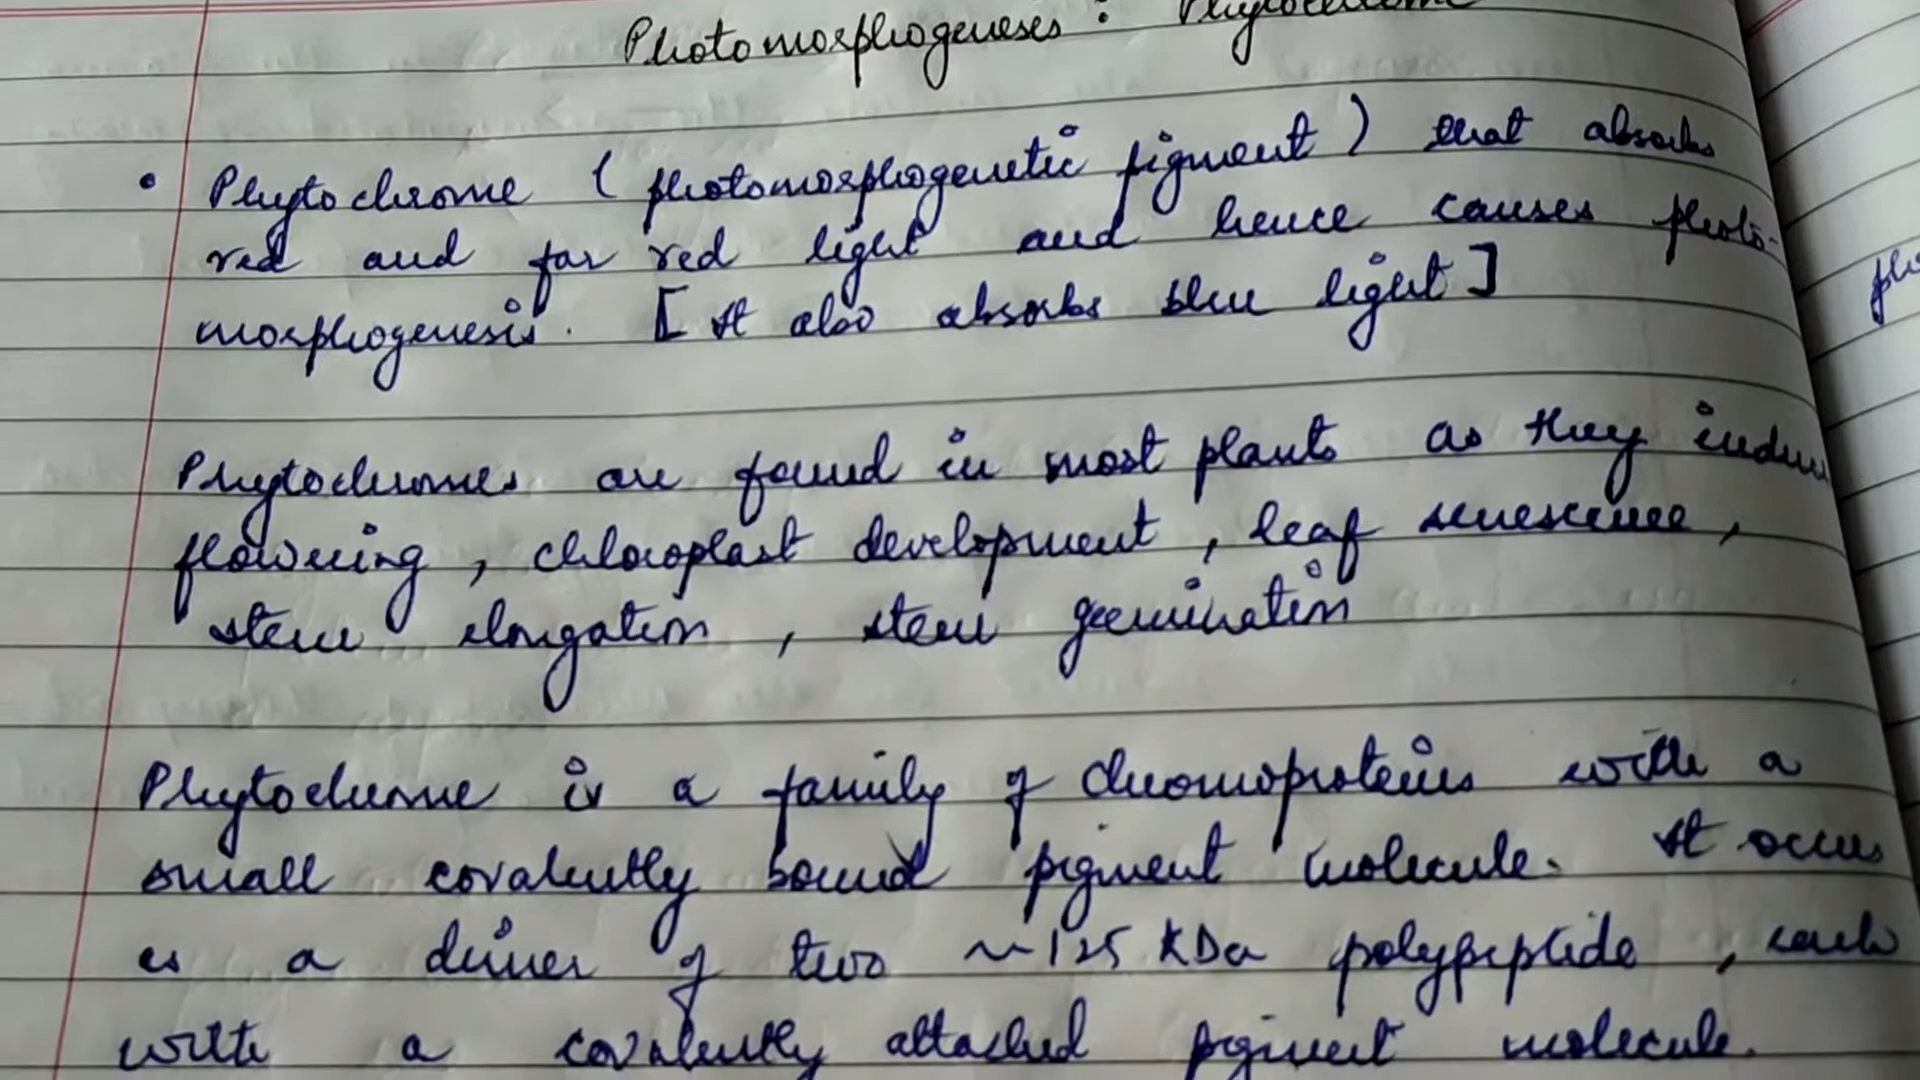 Photomorphogeneses : Phytochrome
• Phytochrome ( photomorphogenetic pigment ) that absorbs
red and far red light and hence causes photo-
morphogenesis. [ It also absorbs blue light ]
Phytochromes are found in most plants as they induce
flowering , chloroplast development , leaf senescence ,
stem elongation , stem germination
Phytochrome is a family of chromoproteins with a
small covalently bound pigment molecule. It occurs
as a dimer of two ~125 KDa polypeptide , each
with a covalently attached pigment molecule.